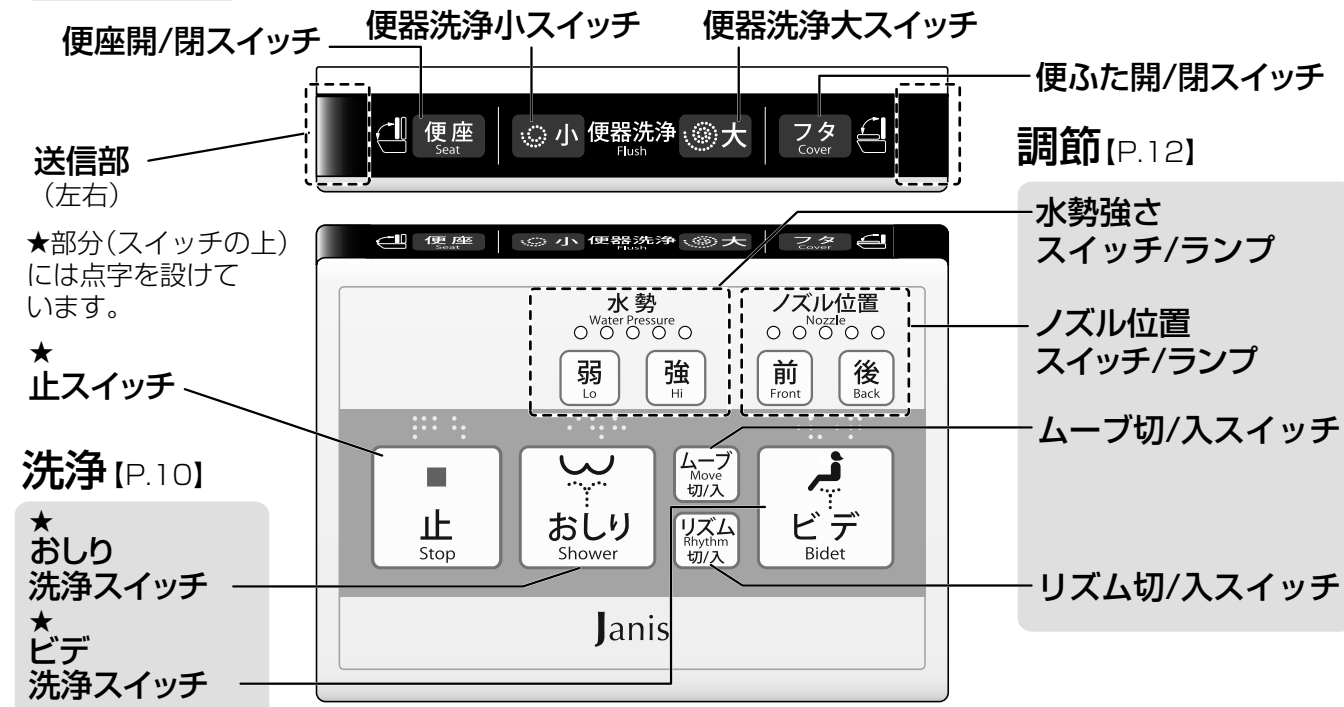 便座開/閉スイッチ
便器洗浄小スイッチ
便器洗浄大スイッチ
便ふた開/閉スイッチ
便座
Seat
小
便器洗浄
Flush
大
フタ
Cover
送信部
(左右)
★部分(スイッチの上)
には点字を設けて
います。
★
止スイッチ
洗浄【P.10】
★
おしり
洗浄スイッチ
★
ビデ
洗浄スイッチ
便座
Seat
小
便器洗浄
Flush
大
フタ
Cover
水勢
Water Pressure
弱
Lo
強
Hi
ノズル位置
Nozzle
前
Front
後
Back
止
Stop
おしり
Shower
ムーブ
Move
切/入
リズム
Rhythm
切/入
ビデ
Bidet
Janis
調節【P.12】
水勢強さ
スイッチ/ランプ
ノズル位置
スイッチ/ランプ
ムーブ切/入スイッチ
リズム切/入スイッチ